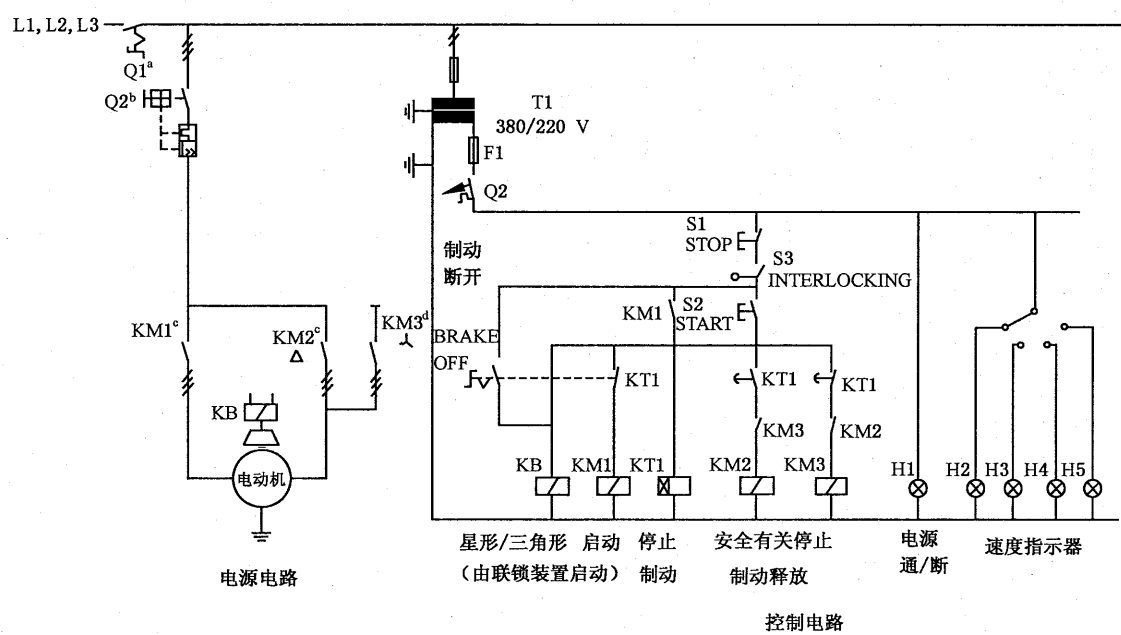 L1, L2, L3
Q1ᵃ
Q2ᵇ
T1
380/220 V
F1
Q2
S1
STOP
制动
断开
S3
INTERLOCKING
KM1ᶜ
KM2ᶜ
KM3ᵈ
BRAKE
OFF
KM1
S2
START
KT1
KT1
KT1
KB
KM3
KM2
电动机
KB
KM1
KT1
KM2
KM3
H1
H2
H3
H4
H5
星形/三角形
启动
停止
安全有关停止
电源
速度指示器
(由联锁装置启动)
制动
制动释放
通/断
电源电路
控制电路